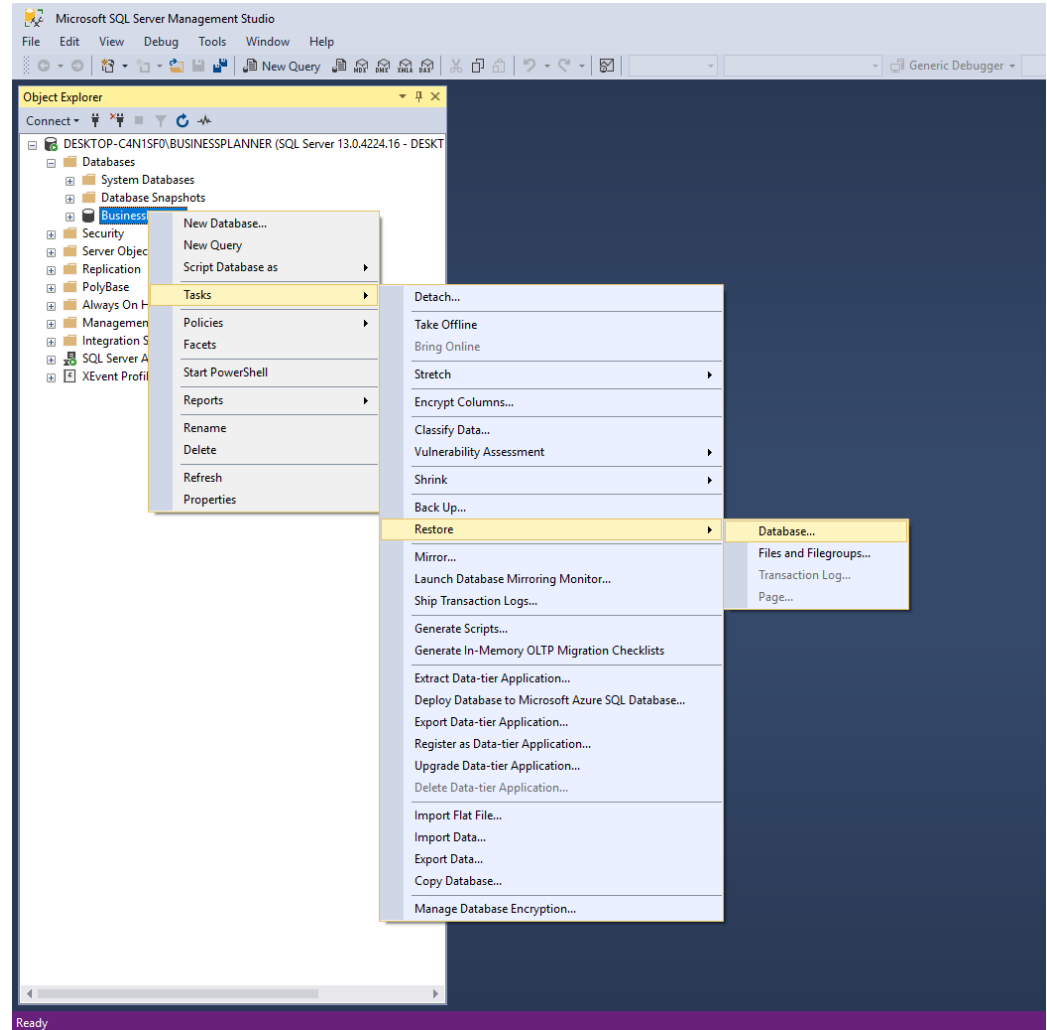 Microsoft SQL Server Management Studio
File Edit View Debug Tools Window Help
New Query MDX DMX XMLA DAX Generic Debugger
Object Explorer
Connect
DESKTOP-C4N1SF0\BUSINESSPLANNER (SQL Server 13.0.4224.16 - DESKT
Databases
System Databases
Database Snapshots
Business
Security
Server Objec
Replication
PolyBase
Always On H
Managemen
Integration S
SQL Server A
XEvent Profil
New Database...
New Query
Script Database as
Tasks
Policies
Facets
Start PowerShell
Reports
Rename
Delete
Refresh
Properties
Detach...
Take Offline
Bring Online
Stretch
Encrypt Columns...
Classify Data...
Vulnerability Assessment
Shrink
Back Up...
Restore
Mirror...
Launch Database Mirroring Monitor...
Ship Transaction Logs...
Generate Scripts...
Generate In-Memory OLTP Migration Checklists
Extract Data-tier Application...
Deploy Database to Microsoft Azure SQL Database...
Export Data-tier Application...
Register as Data-tier Application...
Upgrade Data-tier Application...
Delete Data-tier Application...
Import Flat File...
Import Data...
Export Data...
Copy Database...
Manage Database Encryption...
Database...
Files and Filegroups...
Transaction Log...
Page...
Ready